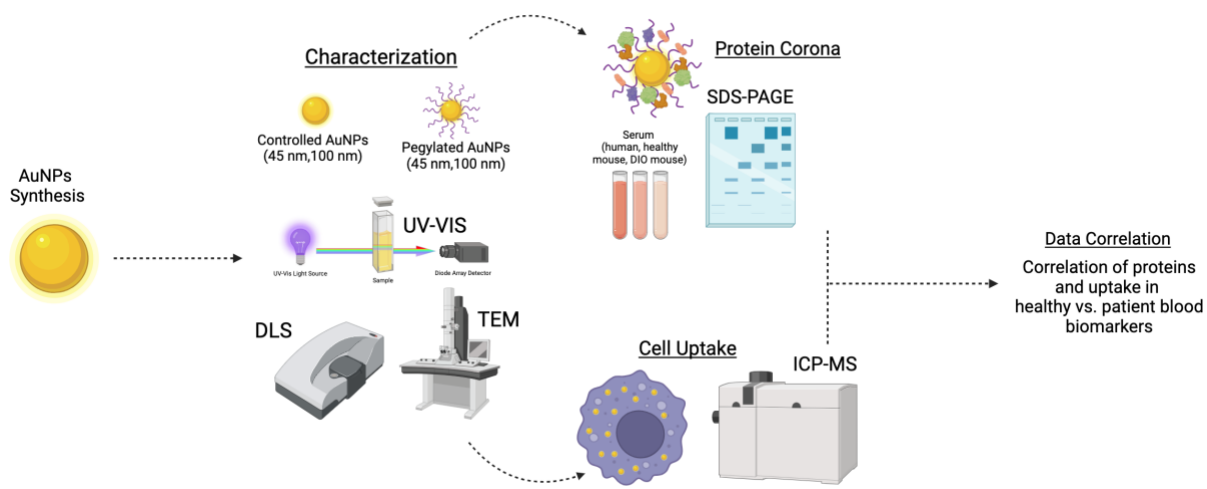 AuNPs
Synthesis
Characterization
Controlled AuNPs
(45 nm,100 nm)
Pegylated AuNPs
(45 nm,100 nm)
UV-VIS
UV-Vis Light Source
Sample
Diode Array Detector
DLS
TEM
Protein Corona
SDS-PAGE
Serum
(human, healthy
mouse, DIO mouse)
Cell Uptake
ICP-MS
Data Correlation
Correlation of proteins
and uptake in
healthy vs. patient blood
biomarkers